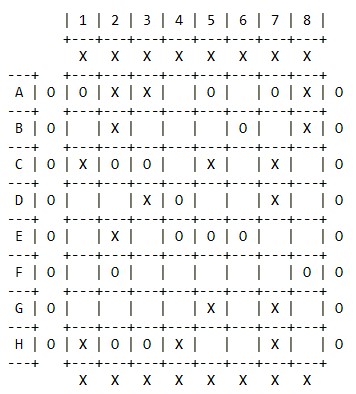 | 1 | 2 | 3 | 4 | 5 | 6 | 7 | 8 |
+---+---+---+---+---+---+---+---+
X X X X X X X X
---+ +---+---+---+---+---+---+---+---+
A | O | O | X | X |   | O |   | O | X | O
---+ +---+---+---+---+---+---+---+---+
B | O |   | X |   |   |   | O |   | X | O
---+ +---+---+---+---+---+---+---+---+
C | O | X | O | O |   | X |   | X |   | O
---+ +---+---+---+---+---+---+---+---+
D | O |   |   | X | O |   |   | X |   | O
---+ +---+---+---+---+---+---+---+---+
E | O |   | X |   | O | O | O |   |   | O
---+ +---+---+---+---+---+---+---+---+
F | O |   | O |   |   |   |   |   | O | O
---+ +---+---+---+---+---+---+---+---+
G | O |   |   |   |   | X |   | X |   | O
---+ +---+---+---+---+---+---+---+---+
H | O | X | O | O | X |   |   | X |   | O
---+ +---+---+---+---+---+---+---+---+
X X X X X X X X